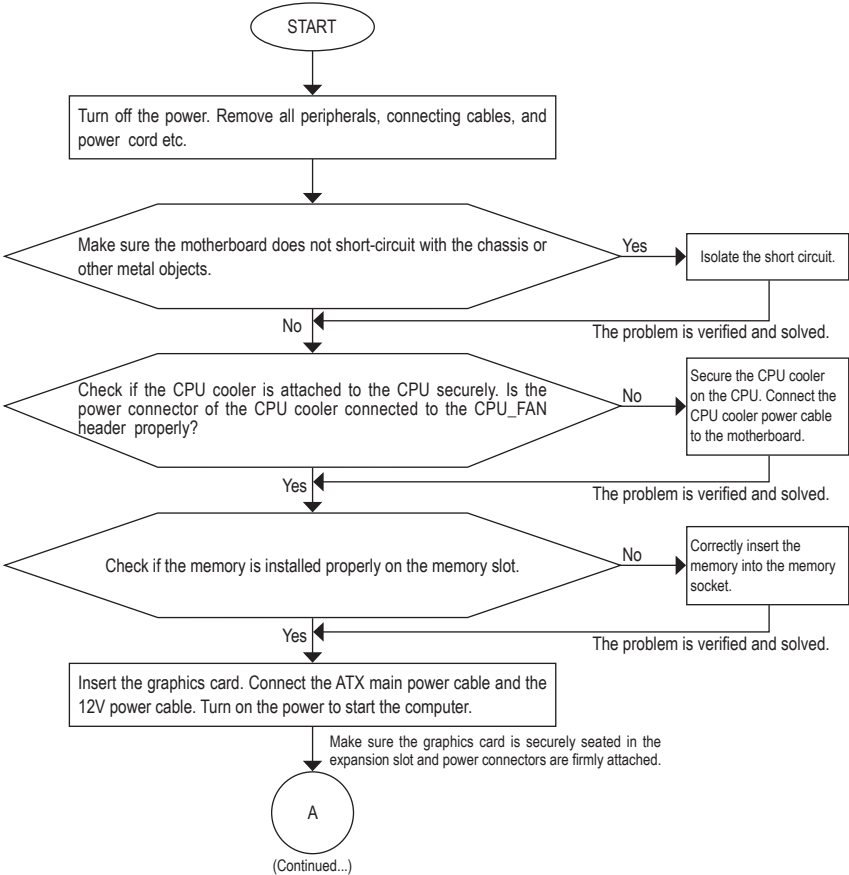 START
Turn off the power. Remove all peripherals, connecting cables, and
power cord etc.
Make sure the motherboard does not short-circuit with the chassis or
other metal objects.
Yes
Isolate the short circuit.
No
The problem is verified and solved.
Check if the CPU cooler is attached to the CPU securely. Is the
power connector of the CPU cooler connected to the CPU_FAN
header properly?
No
Secure the CPU cooler
on the CPU. Connect the
CPU cooler power cable
to the motherboard.
Yes
The problem is verified and solved.
Check if the memory is installed properly on the memory slot.
No
Correctly insert the
memory into the memory
socket.
Yes
The problem is verified and solved.
Insert the graphics card. Connect the ATX main power cable and the
12V power cable. Turn on the power to start the computer.
Make sure the graphics card is securely seated in the
expansion slot and power connectors are firmly attached.
A
(Continued...)